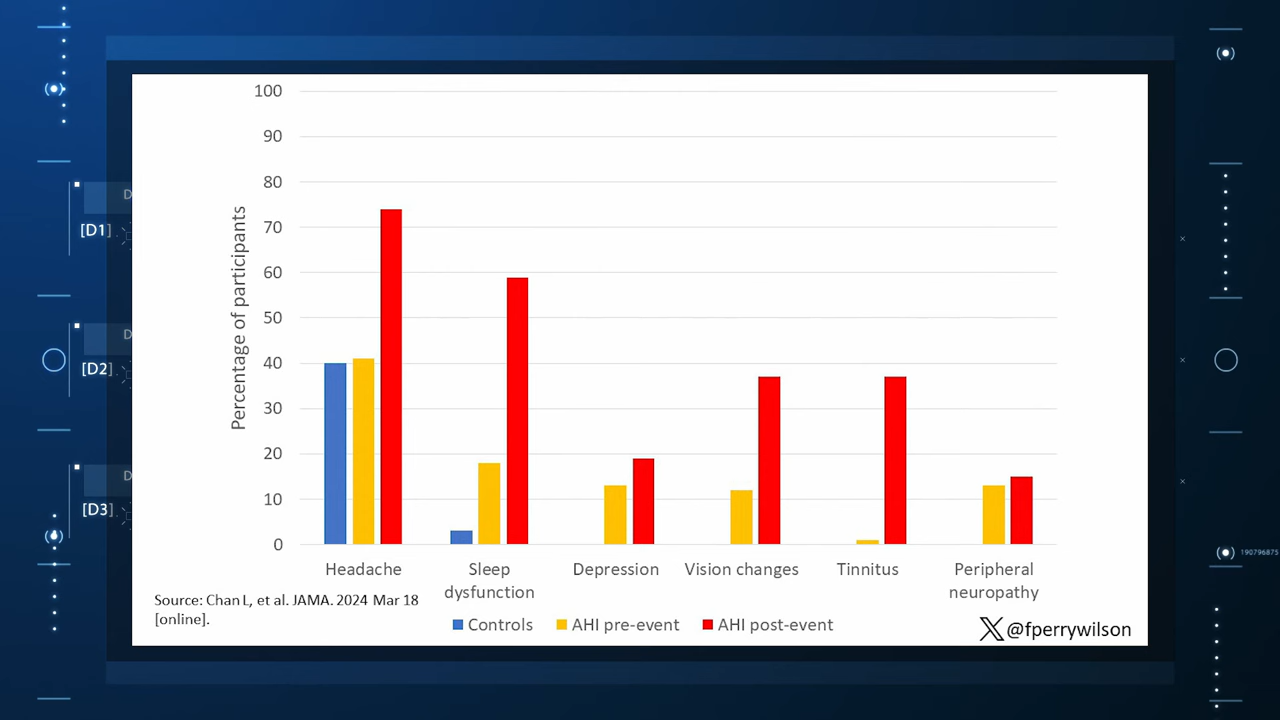 100
90
80
70
60
50
40
30
20
10
0
Percentage of participants
Headache
Sleep
dysfunction
Depression
Vision changes
Tinnitus
Peripheral
neuropathy
Controls
AHI pre-event
AHI post-event
Source: Chan L, et al. JAMA. 2024 Mar 18
[online].
@fperrywilson
D
[D1]
D
[D2]
D
[D3]
190796875